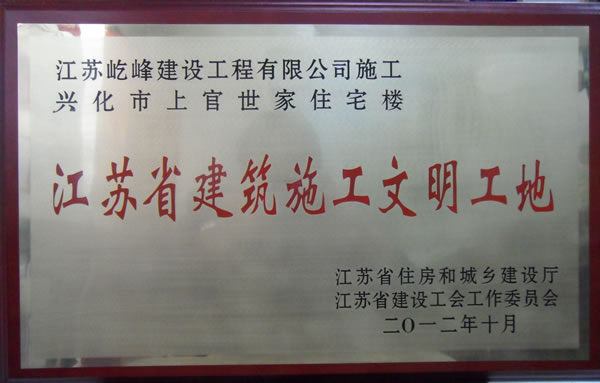 江苏屹峰建设工程有限公司施工
兴化市上官世家住宅楼
江苏省建筑施工文明工地
江苏省住房和城乡建设厅
江苏省建设工会工作委员会
二〇一二年十月